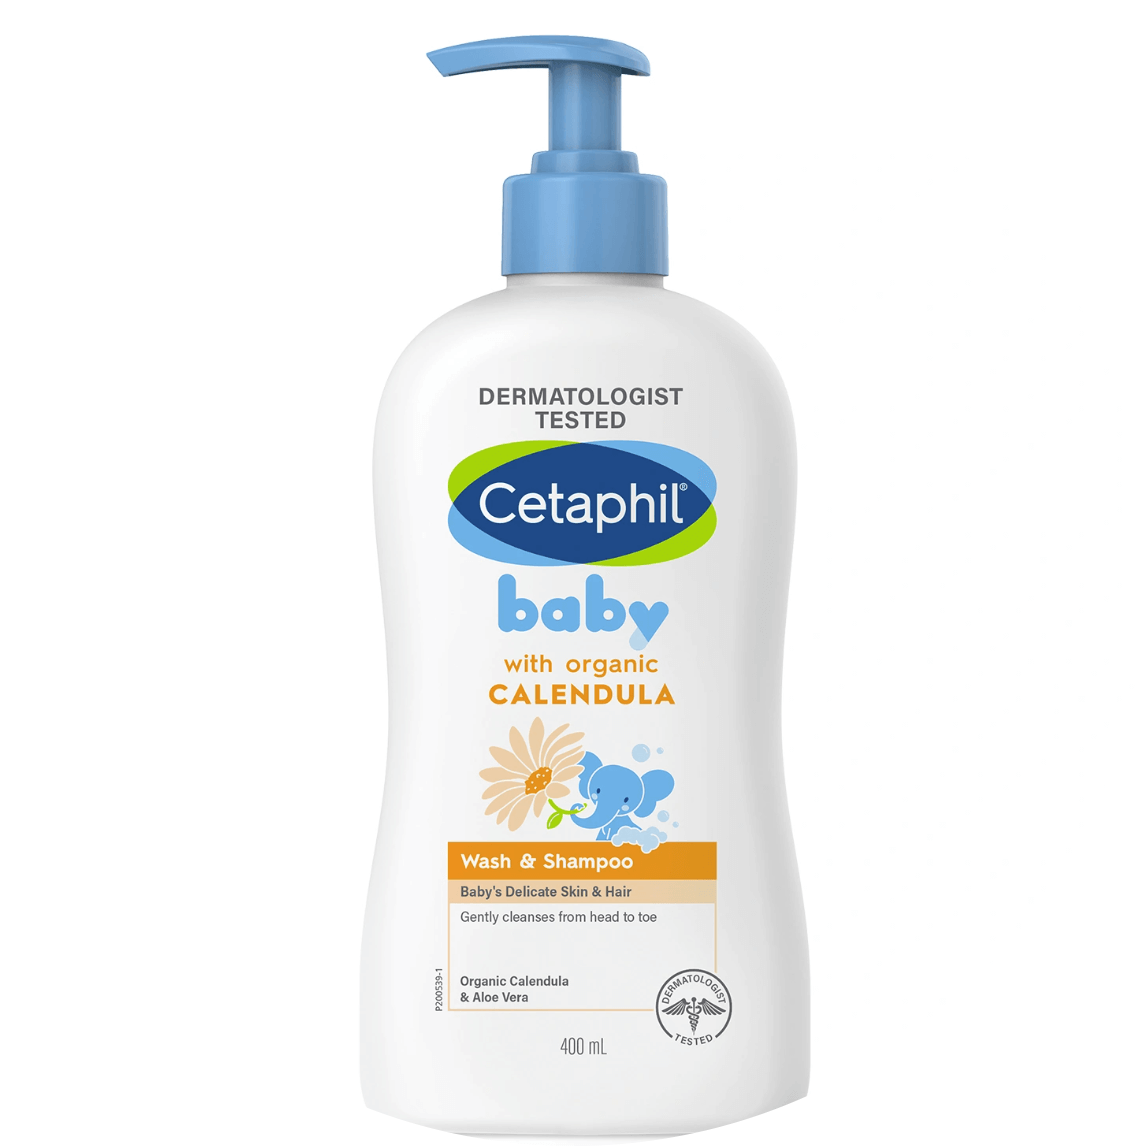 DERMATOLOGIST
TESTED
Cetaphil®
baby
with organic
CALENDULA
Wash & Shampoo
Baby's Delicate Skin & Hair
Gently cleanses from head to toe
Organic Calendula
& Aloe Vera
P200539-1
DERMATOLOGIST
TESTED
400 mL